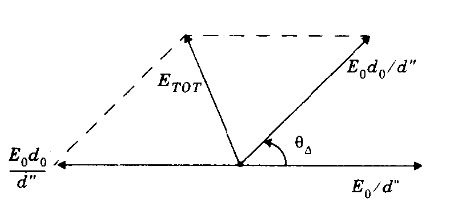 E₀d₀/d"
E_TOT
θ_Δ
E₀d₀
d"
E₀/d"